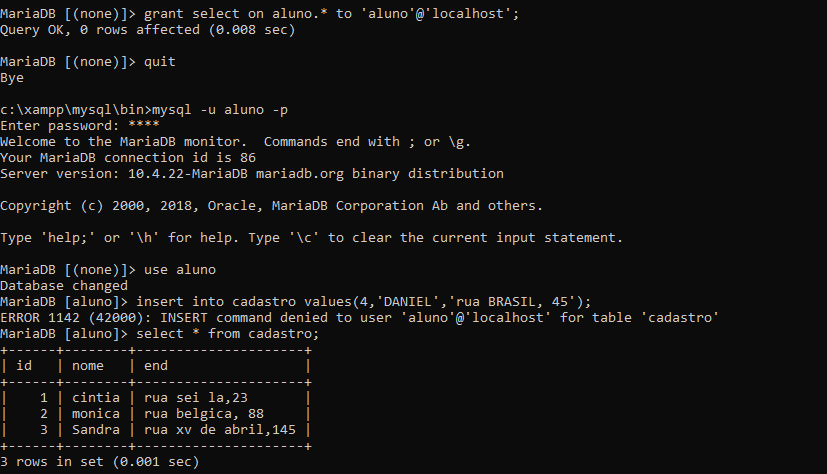 MariaDB [(none)]> grant select on aluno.* to 'aluno'@'localhost';
Query OK, 0 rows affected (0.008 sec)
MariaDB [(none)]> quit
Bye
c:\xampp\mysql\bin>mysql -u aluno -p
Enter password: ****
Welcome to the MariaDB monitor.  Commands end with ; or \g.
Your MariaDB connection id is 86
Server version: 10.4.22-MariaDB mariadb.org binary distribution
Copyright (c) 2000, 2018, Oracle, MariaDB Corporation Ab and others.
Type 'help;' or '\h' for help. Type '\c' to clear the current input statement.
MariaDB [(none)]> use aluno
Database changed
MariaDB [aluno]> insert into cadastro values(4,'DANIEL','rua BRASIL, 45');
ERROR 1142 (42000): INSERT command denied to user 'aluno'@'localhost' for table 'cadastro'
MariaDB [aluno]> select * from cadastro;
+------+--------+---------------------+
| id   | nome   | end                 |
+------+--------+---------------------+
|    1 | cintia | rua sei la,23       |
|    2 | monica | rua belgica, 88     |
|    3 | Sandra | rua xv de abril,145 |
+------+--------+---------------------+
3 rows in set (0.001 sec)